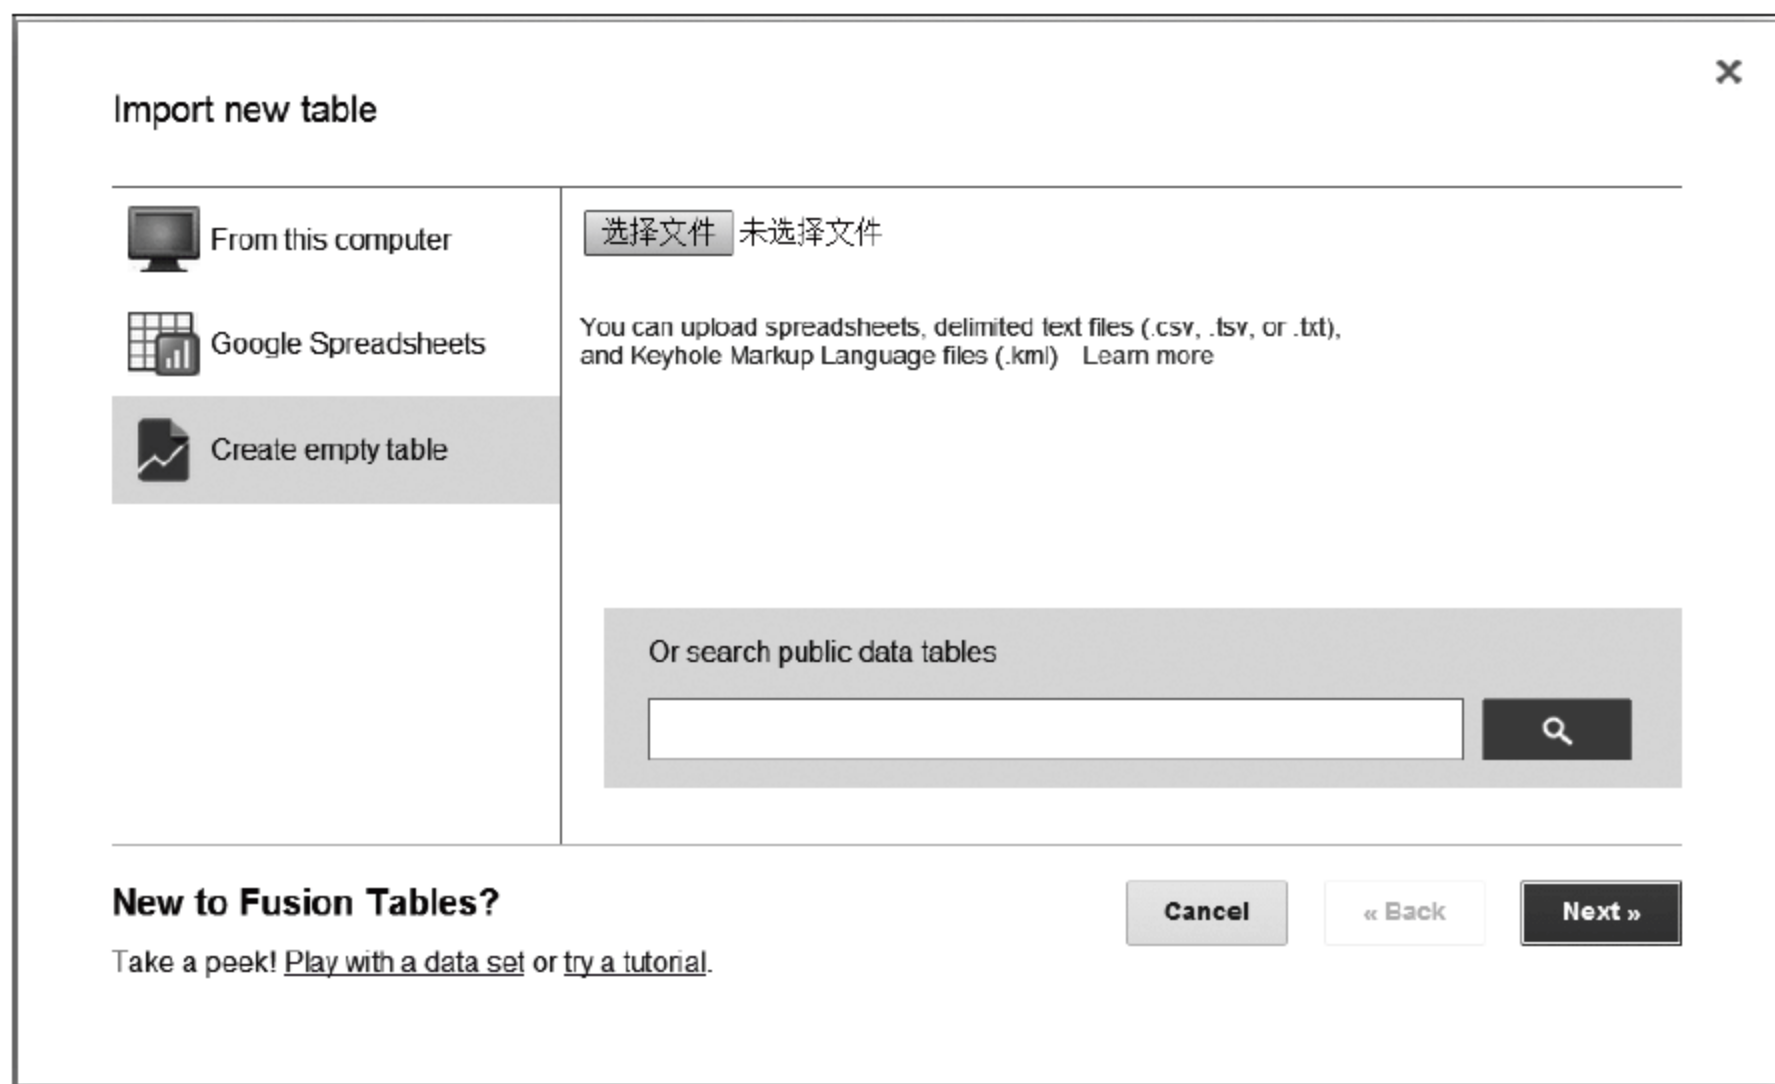 Import new table
From this computer
Google Spreadsheets
Create empty table
选择文件 未选择文件
You can upload spreadsheets, delimited text files (.csv, .tsv, or .txt),
and Keyhole Markup Language files (.kml) Learn more
Or search public data tables
New to Fusion Tables?
Take a peek! Play with a data set or try a tutorial.
Cancel
« Back
Next »